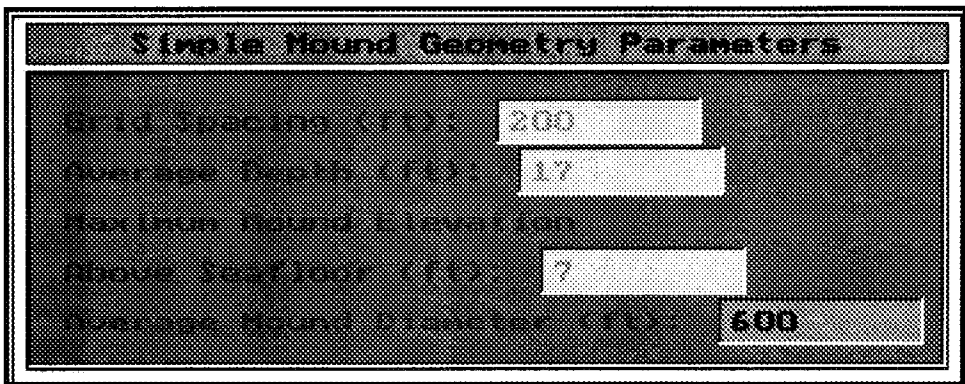 Simple Mound Geometry Parameters
Grid Spacing (ft): 200
Average Depth (ft): 17
Maximum Mound Elevation
Above Seafloor (ft): 7
Average Mound Diameter (ft): 600